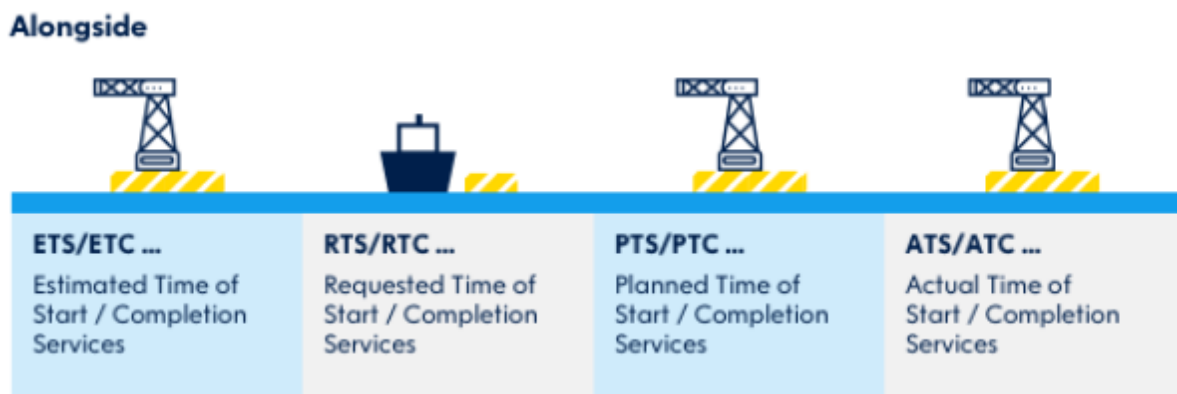 Alongside
ETS/ETC ...
Estimated Time of
Start / Completion
Services
RTS/RTC ...
Requested Time of
Start / Completion
Services
PTS/PTC ...
Planned Time of
Start / Completion
Services
ATS/ATC ...
Actual Time of
Start / Completion
Services